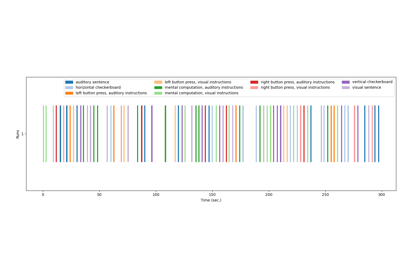 auditory sentence
horizontal checkerboard
left button press, auditory instructions
left button press, visual instructions
mental computation, auditory instructions
mental computation, visual instructions
right button press, auditory instructions
right button press, visual instructions
vertical checkerboard
visual sentence
Runs
1
0 50 100 150 200 250 300
Time (sec.)